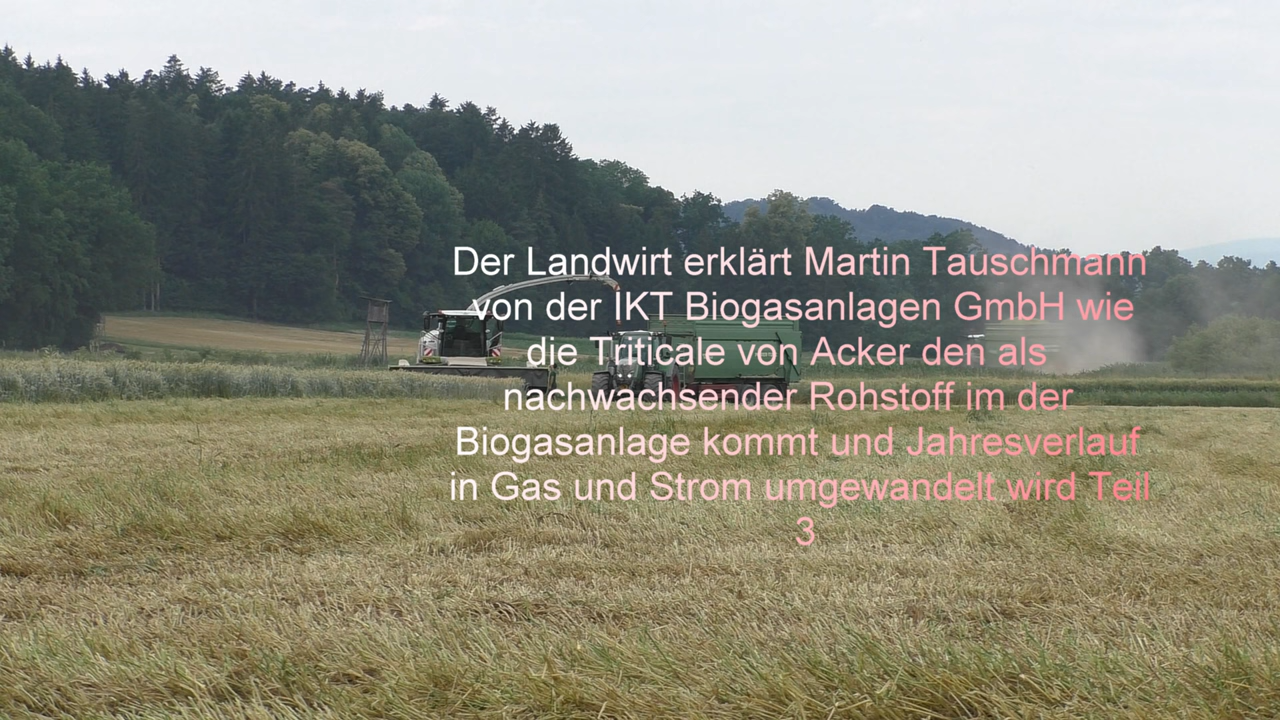 Der Landwirt erklärt Martin Tauschmann
von der IKT Biogasanlagen GmbH wie
die Triticale von Acker den als
nachwachsender Rohstoff im der
Biogasanlage kommt und Jahresverlauf
in Gas und Strom umgewandelt wird Teil
3